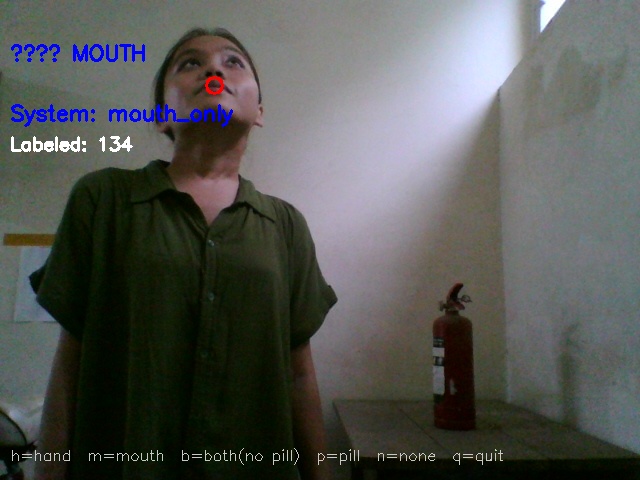 ???? MOUTH
System: mouth_only
Labeled: 134
h=hand m=mouth b=both(no pill) p=pill n=none q=quit